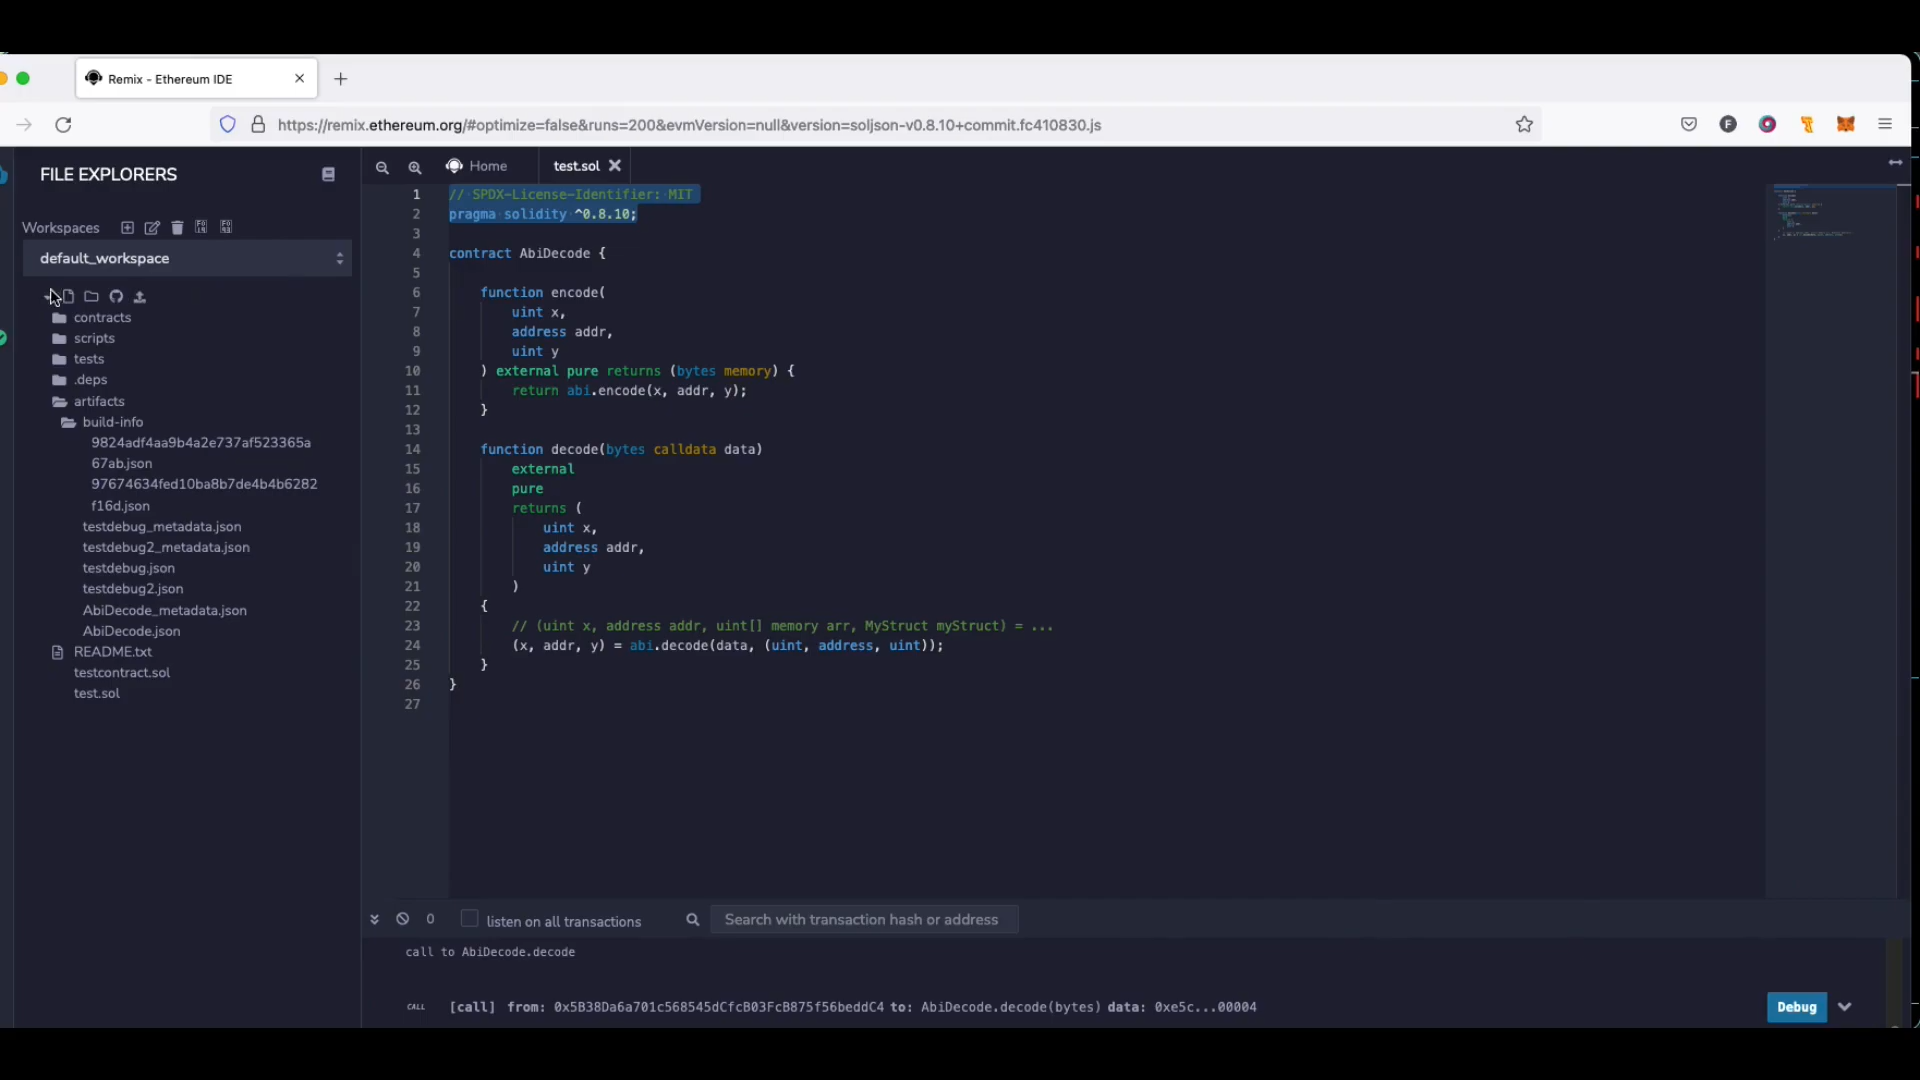 Remix - Ethereum IDE
https://remix.ethereum.org/#optimize=false&runs=200&evmVersion=null&version=soljson-v0.8.10+commit.fc410830.js
FILE EXPLORERS
Workspaces
default_workspace
contracts
scripts
tests
.deps
artifacts
build-info
9824adf4aa9b4a2e737af523365a
67ab.json
97674634fed10ba8b7de4b4b6282
f16d.json
testdebug_metadata.json
testdebug2_metadata.json
testdebug.json
testdebug2.json
AbiDecode_metadata.json
AbiDecode.json
README.txt
testcontract.sol
test.sol
Home
test.sol
1 // SPDX-License-Identifier: MIT
2 pragma solidity ^0.8.10;
3
4 contract AbiDecode {
5
6 function encode(
7 uint x,
8 address addr,
9 uint y
10 ) external pure returns (bytes memory) {
11 return abi.encode(x, addr, y);
12 }
13
14 function decode(bytes calldata data)
15 external
16 pure
17 returns (
18 uint x,
19 address addr,
20 uint y
21 )
22 {
23 // (uint x, address addr, uint[] memory arr, MyStruct myStruct) = ...
24 (x, addr, y) = abi.decode(data, (uint, address, uint));
25 }
26 }
27
0 listen on all transactions Search with transaction hash or address
call to AbiDecode.decode
CALL [call] from: 0x5B38Da6a701c568545dCfcB03FcB875f56beddC4 to: AbiDecode.decode(bytes) data: 0xe5c...00004
Debug